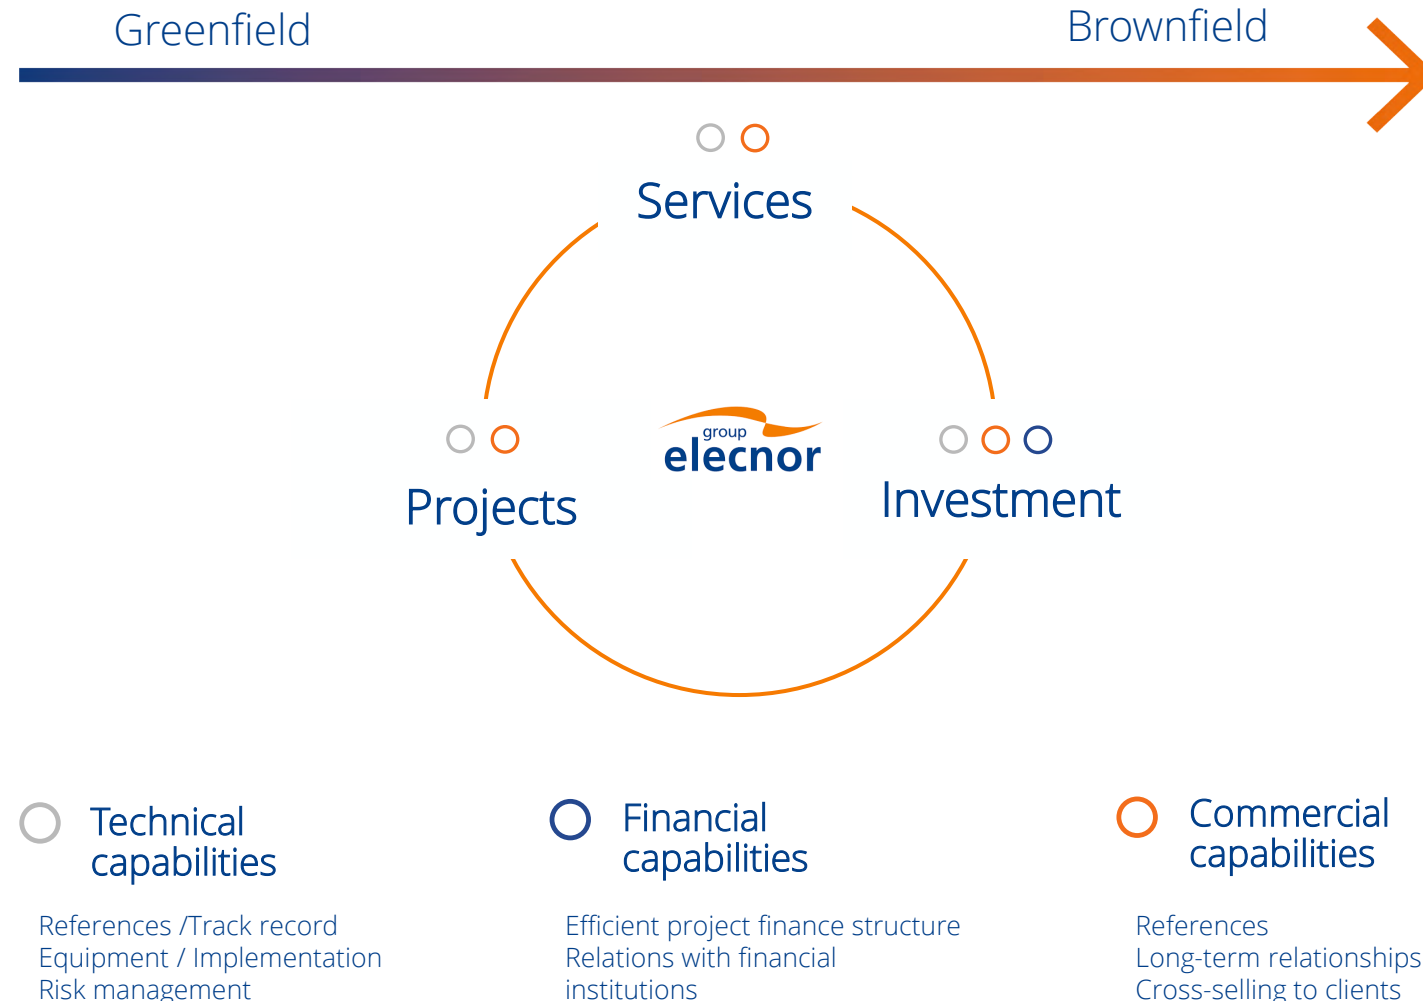 Greenfield
Brownfield
Services
group
elecnor
Projects
Investment
Technical
capabilities
References /Track record
Equipment / Implementation
Risk management
Financial
capabilities
Efficient project finance structure
Relations with financial
institutions
Commercial
capabilities
References
Long-term relationships
Cross-selling to clients